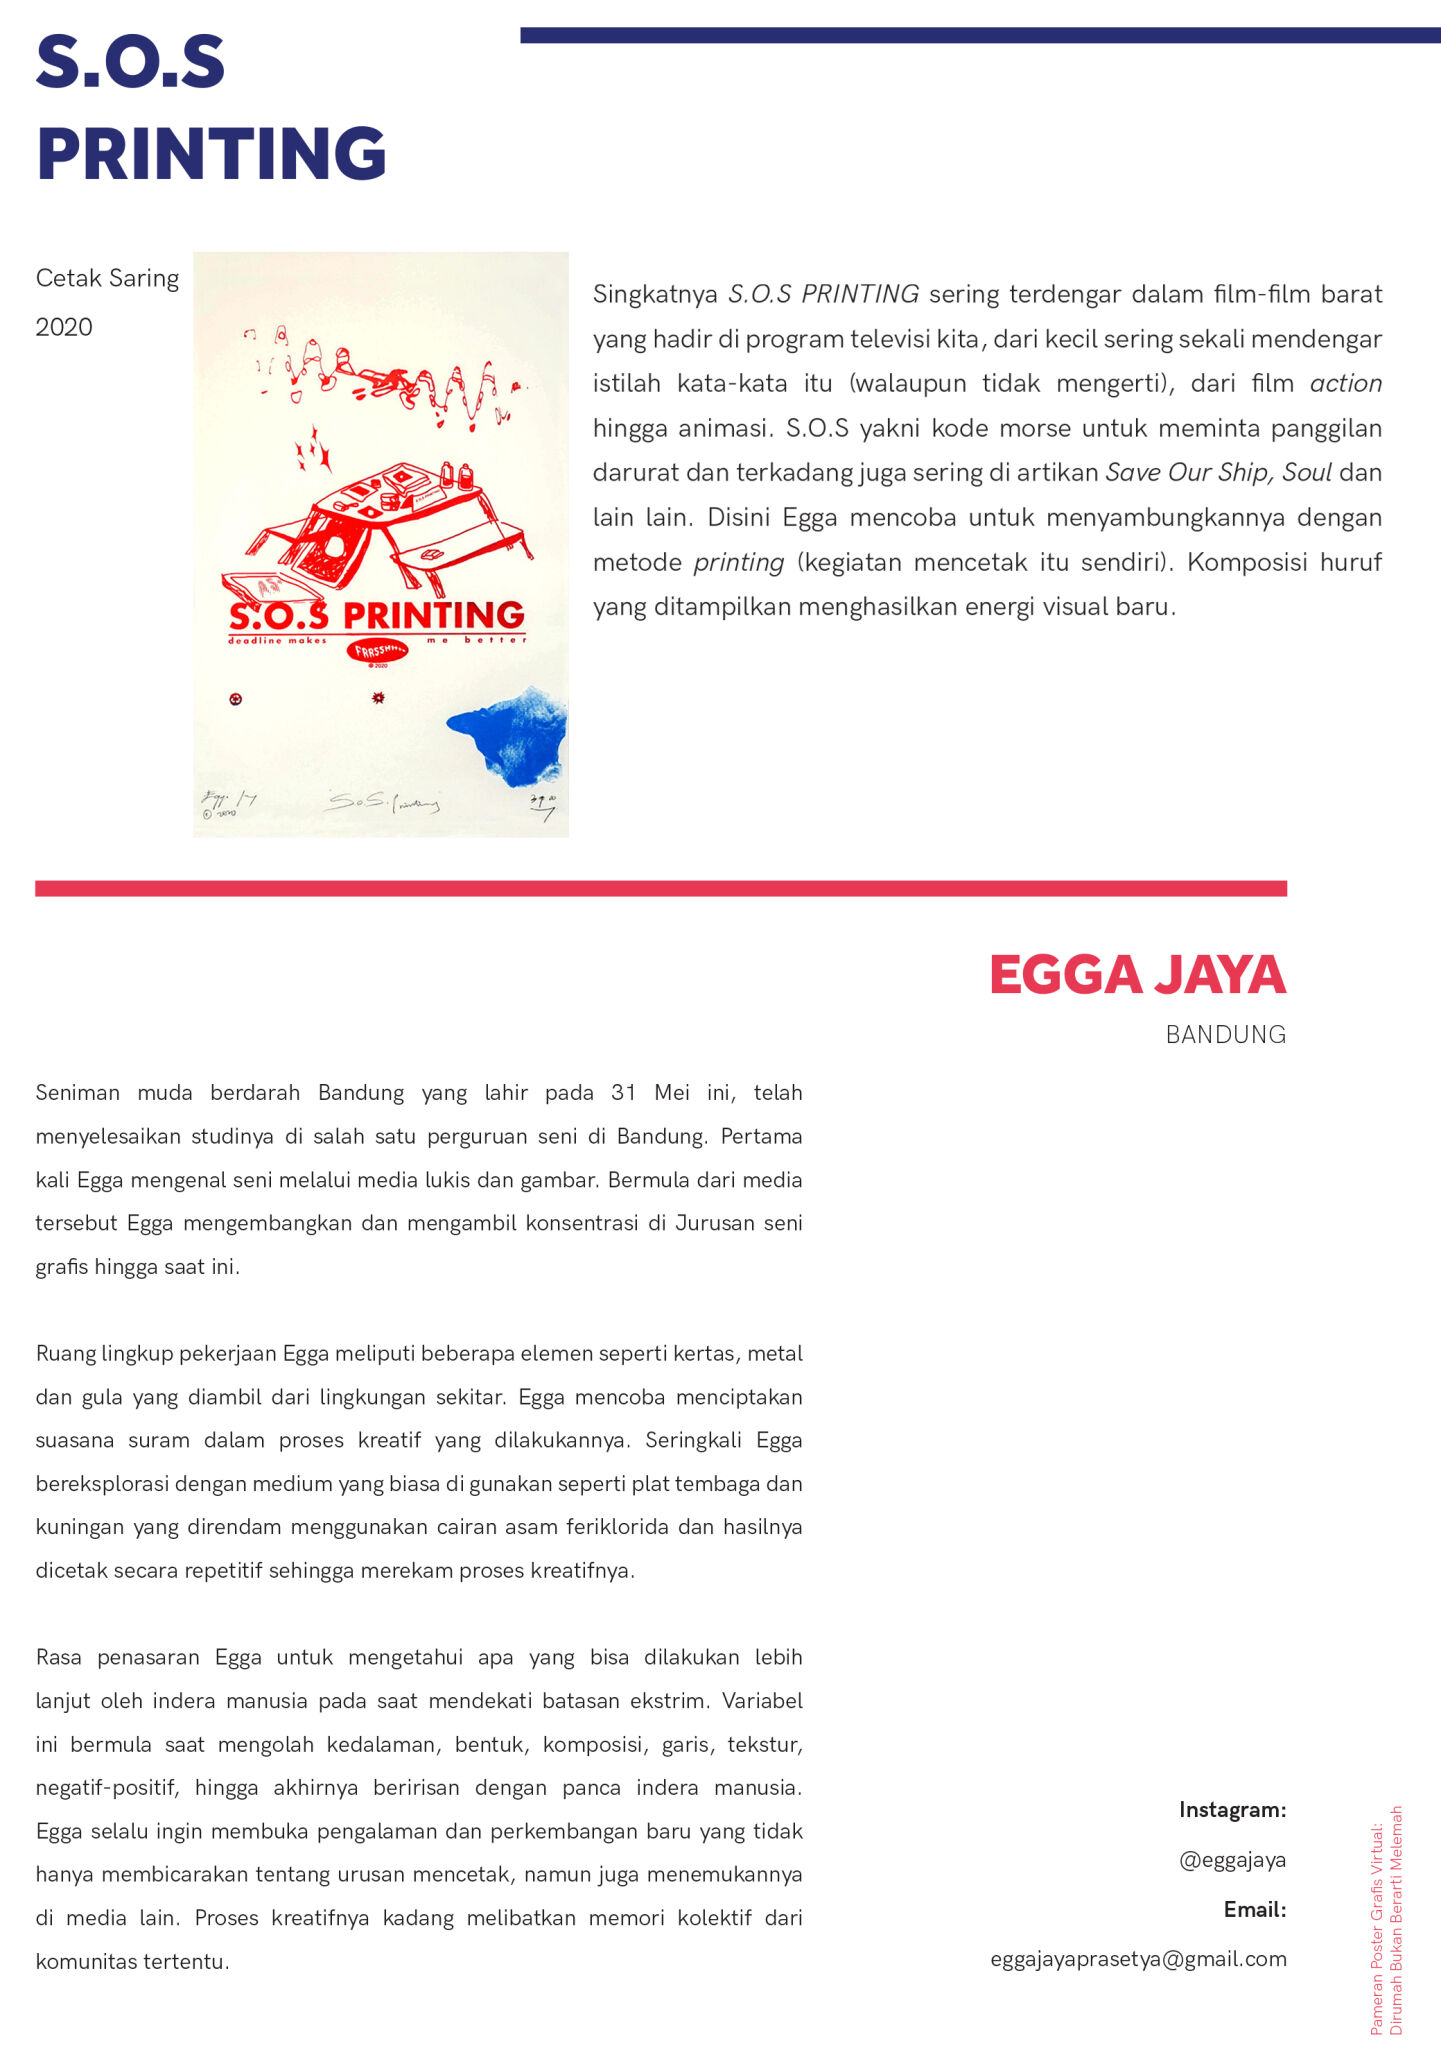 S.O.S
PRINTING
Cetak Saring
2020
S.O.S PRINTING
deadline makes me better
FRASSHHH...
© 2020
© 2020
S.O.S. Printing
Singkatnya S.O.S PRINTING sering terdengar dalam film-film barat
yang hadir di program televisi kita, dari kecil sering sekali mendengar
istilah kata-kata itu (walaupun tidak mengerti), dari film action
hingga animasi. S.O.S yakni kode morse untuk meminta panggilan
darurat dan terkadang juga sering di artikan Save Our Ship, Soul dan
lain lain. Disini Egga mencoba untuk menyambungkannya dengan
metode printing (kegiatan mencetak itu sendiri). Komposisi huruf
yang ditampilkan menghasilkan energi visual baru.
EGGA JAYA
BANDUNG
Seniman muda berdarah Bandung yang lahir pada 31 Mei ini, telah
menyelesaikan studinya di salah satu perguruan seni di Bandung. Pertama
kali Egga mengenal seni melalui media lukis dan gambar. Bermula dari media
tersebut Egga mengembangkan dan mengambil konsentrasi di Jurusan seni
grafis hingga saat ini.
Ruang lingkup pekerjaan Egga meliputi beberapa elemen seperti kertas, metal
dan gula yang diambil dari lingkungan sekitar. Egga mencoba menciptakan
suasana suram dalam proses kreatif yang dilakukannya. Seringkali Egga
bereksplorasi dengan medium yang biasa di gunakan seperti plat tembaga dan
kuningan yang direndam menggunakan cairan asam feriklorida dan hasilnya
dicetak secara repetitif sehingga merekam proses kreatifnya.
Rasa penasaran Egga untuk mengetahui apa yang bisa dilakukan lebih
lanjut oleh indera manusia pada saat mendekati batasan ekstrim. Variabel
ini bermula saat mengolah kedalaman, bentuk, komposisi, garis, tekstur,
negatif-positif, hingga akhirnya beririsan dengan panca indera manusia.
Egga selalu ingin membuka pengalaman dan perkembangan baru yang tidak
hanya membicarakan tentang urusan mencetak, namun juga menemukannya
di media lain. Proses kreatifnya kadang melibatkan memori kolektif dari
komunitas tertentu.
Instagram:
@eggajaya
Email:
eggajayaprasetya@gmail.com
Pameran Poster Grafis Virtual:
Dirumah Bukan Berarti Melemah